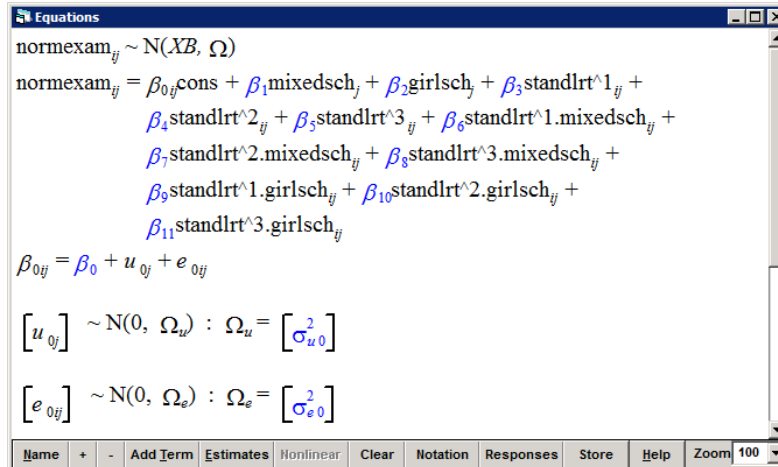 Equations
normexam_ij ~ N(XB, Ω)
normexam_ij = β_0ij cons + β_1 mixedsch_j + β_2 girlsch_j + β_3 standlrt^1_ij +
β_4 standlrt^2_ij + β_5 standlrt^3_ij + β_6 standlrt^1.mixedsch_ij +
β_7 standlrt^2.mixedsch_ij + β_8 standlrt^3.mixedsch_ij +
β_9 standlrt^1.girlsch_ij + β_10 standlrt^2.girlsch_ij +
β_11 standlrt^3.girlsch_ij
β_0ij = β_0 + u_0j + e_0ij
[u_0j] ~ N(0, Ω_u) : Ω_u = [σ²_u0]
[e_0ij] ~ N(0, Ω_e) : Ω_e = [σ²_e0]
Name + - Add Term Estimates Nonlinear Clear Notation Responses Store Help Zoom 100